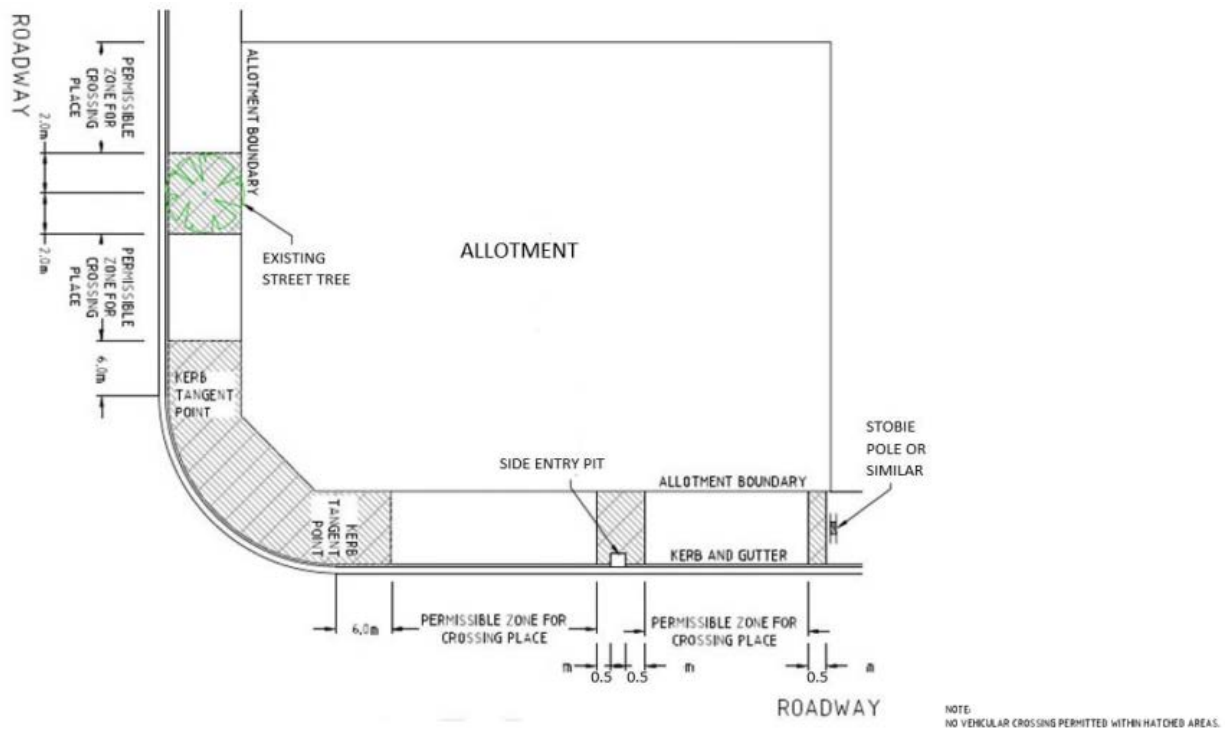 ROADWAY
PERMISSIBLE
ZONE FOR
CROSSING
PLACE
2.0m
2.0m
PERMISSIBLE
ZONE FOR
CROSSING
PLACE
6.0m
ALLOTMENT BOUNDARY
EXISTING
STREET TREE
ALLOTMENT
KERB
TANGENT
POINT
KERB
TANGENT
POINT
SIDE ENTRY PIT
STOBIE
POLE OR
SIMILAR
ALLOTMENT BOUNDARY
KERB AND GUTTER
6.0m
PERMISSIBLE ZONE FOR
CROSSING PLACE
PERMISSIBLE ZONE FOR
CROSSING PLACE
m 0.5 0.5 m
0.5 m
ROADWAY
NOTE:
NO VEHICULAR CROSSING PERMITTED WITHIN HATCHED AREAS.